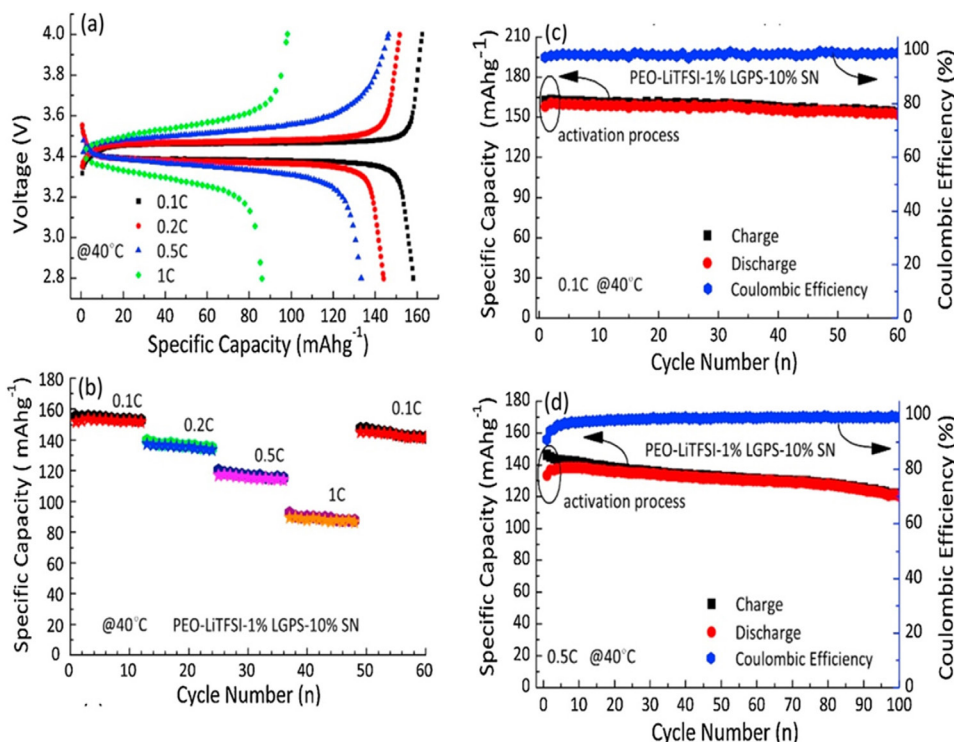 (a)
4.0
3.8
3.6
3.4
3.2
3.0
2.8
Voltage (V)
0.1C
0.2C
0.5C
1C
@40°C
0 20 40 60 80 100 120 140 160
Specific Capacity (mAhg⁻¹)
(b)
180
160
140
120
100
80
60
40
20
0
Specific Capacity ( mAhg⁻¹)
0.1C
0.2C
0.5C
1C
0.1C
@40°C PEO-LiTFSI-1% LGPS-10% SN
0 10 20 30 40 50 60
Cycle Number (n)
(c)
210
180
150
120
90
60
30
0
Specific Capacity (mAhg⁻¹)
PEO-LiTFSI-1% LGPS-10% SN
activation process
Charge
Discharge
Coulombic Efficiency
0.1C @40°C
100
80
60
40
20
0
Coulombic Efficiency (%)
0 10 20 30 40 50 60
Cycle Number (n)
(d)
180
160
140
120
100
80
60
40
20
0
Specific Capacity (mAhg⁻¹)
PEO-LiTFSI-1% LGPS-10% SN
activation process
Charge
Discharge
Coulombic Efficiency
0.5C @40°C
100
80
60
40
20
0
Coulombic Efficiency (%)
0 10 20 30 40 50 60 70 80 90 100
Cycle Number (n)